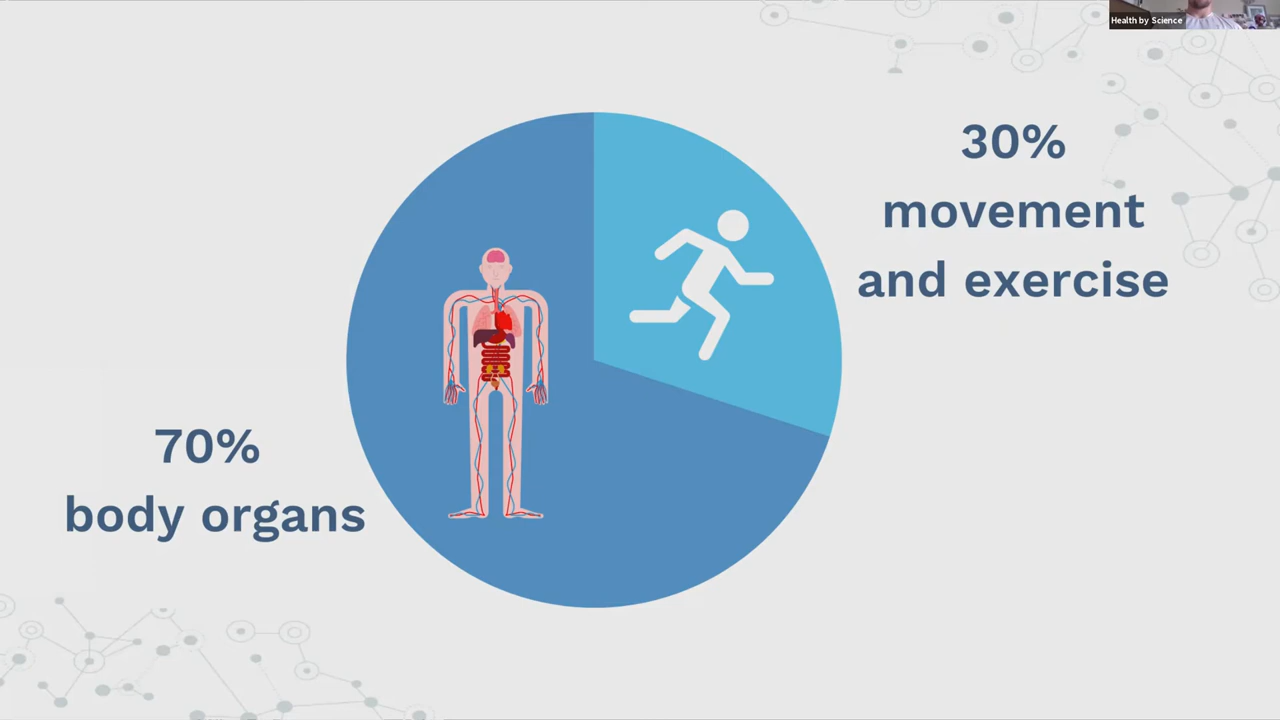 Health by Science
30%
movement
and exercise
70%
body organs